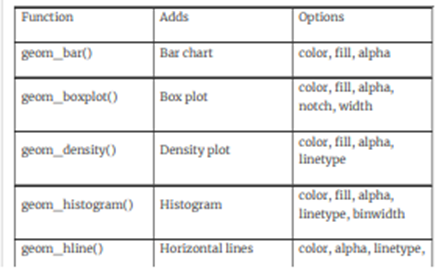 Function Adds Options
geom_bar() Bar chart color, fill, alpha
geom_boxplot() Box plot color, fill, alpha,
notch, width
geom_density() Density plot color, fill, alpha,
linetype
geom_histogram() Histogram color, fill, alpha,
linetype, binwidth
geom_hline() Horizontal lines color, alpha, linetype,